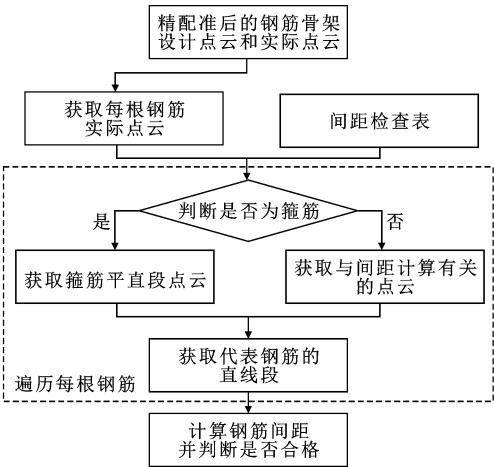 精配准后的钢筋骨架
设计点云和实际点云
获取每根钢筋
实际点云
间距检查表
判断是否为箍筋
是
否
获取箍筋平直段点云
获取与间距计算有关
的点云
获取代表钢筋的
直线段
遍历每根钢筋
计算钢筋间距
并判断是否合格